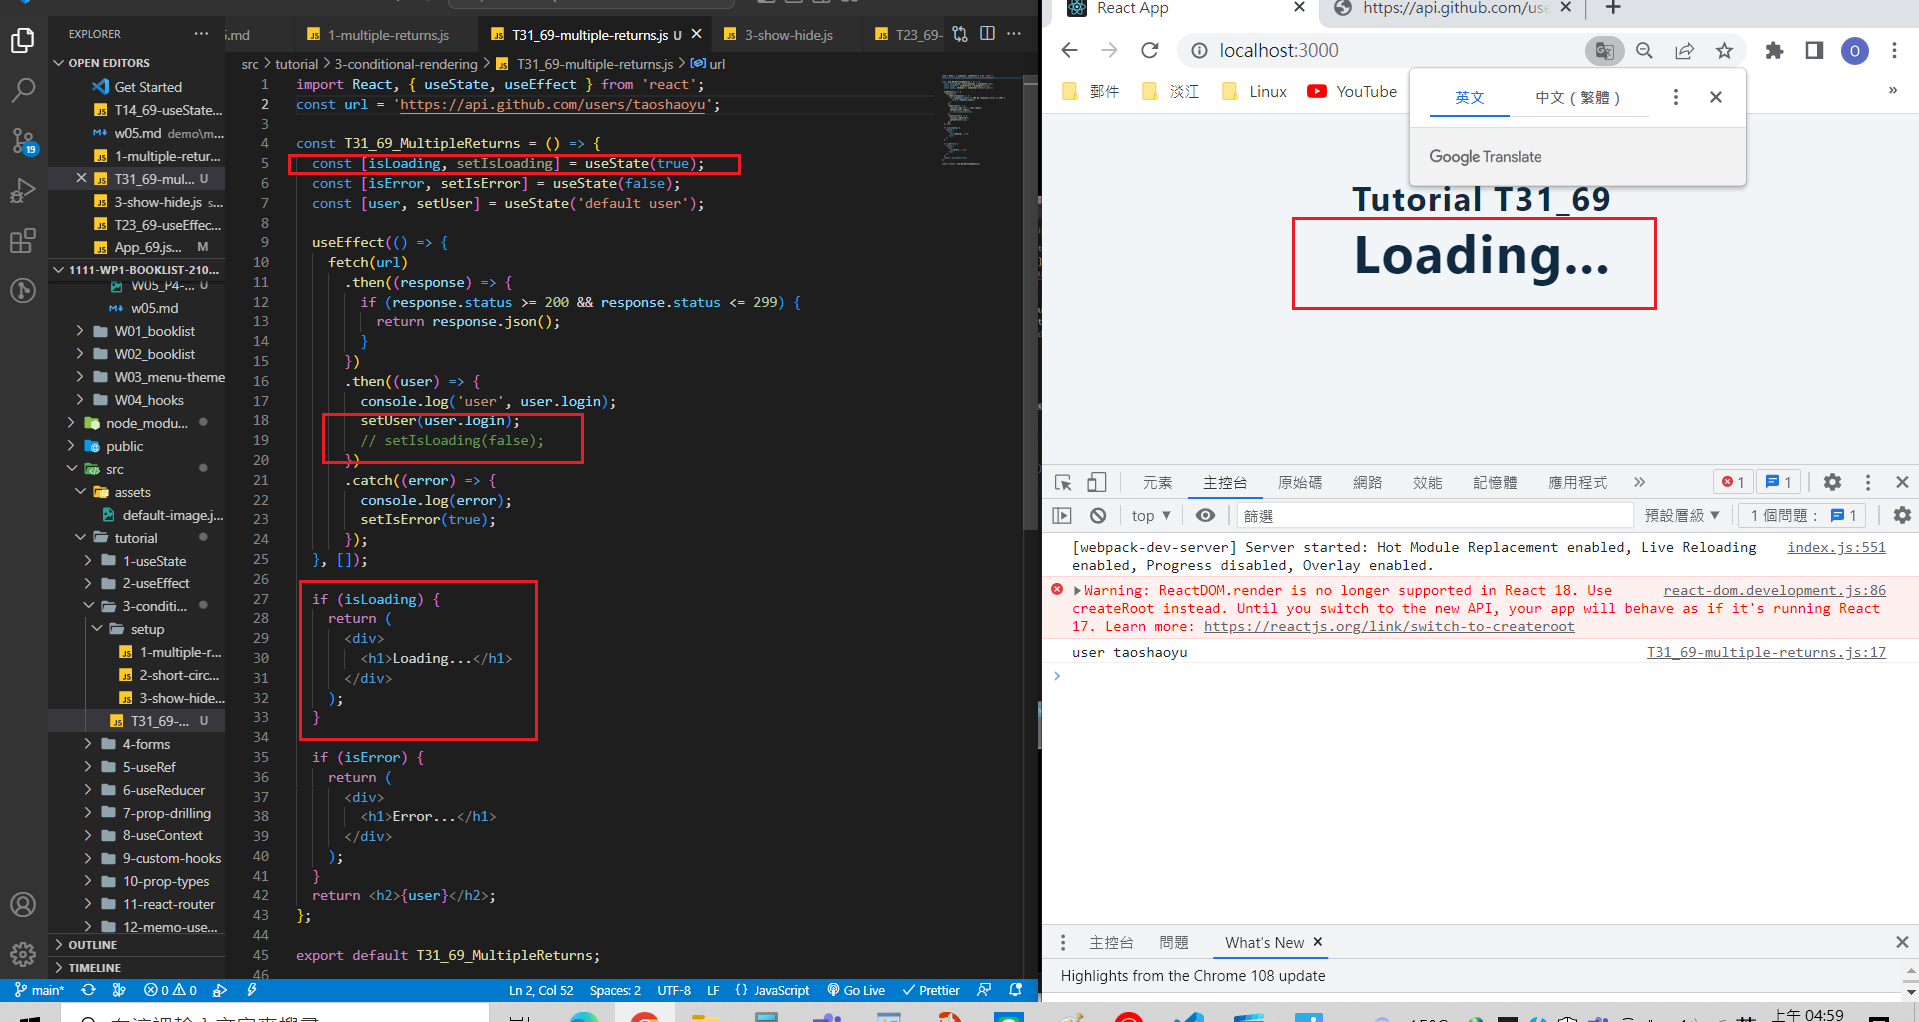 EXPLORER
OPEN EDITORS
Get Started
T14_69-useState...
w05.md demo\m...
1-multiple-retur...
T31_69-mul... U
3-show-hide.js s...
T23_69-useEffec...
App_69.js... M
1111-WP1-BOOKLIST-210...
W05_P4-... U
w05.md
W01_booklist
W02_booklist
W03_menu-theme
W04_hooks
node_modu...
public
src
assets
default-image.j...
tutorial
1-useState
2-useEffect
3-conditi...
setup
1-multiple-r...
2-short-circ...
3-show-hide...
T31_69-... U
4-forms
5-useRef
6-useReducer
7-prop-drilling
8-useContext
9-custom-hooks
10-prop-types
11-react-router
12-memo-use...
OUTLINE
TIMELINE
19
.md
1-multiple-returns.js
T31_69-multiple-returns.js U
3-show-hide.js
T23_69-
src > tutorial > 3-conditional-rendering > T31_69-multiple-returns.js > url
1 import React, { useState, useEffect } from 'react';
2 const url = 'https://api.github.com/users/taoshaoyu';
3
4 const T31_69_MultipleReturns = () => {
5 const [isLoading, setIsLoading] = useState(true);
6 const [isError, setIsError] = useState(false);
7 const [user, setUser] = useState('default user');
8
9 useEffect(() => {
10 fetch(url)
11 .then((response) => {
12 if (response.status >= 200 && response.status <= 299) {
13 return response.json();
14 }
15 })
16 .then((user) => {
17 console.log('user', user.login);
18 setUser(user.login);
19 // setIsLoading(false);
20 })
21 .catch((error) => {
22 console.log(error);
23 setIsError(true);
24 });
25 }, []);
26
27 if (isLoading) {
28 return (
29 <div>
30 <h1>Loading...</h1>
31 </div>
32 );
33 }
34
35 if (isError) {
36 return (
37 <div>
38 <h1>Error...</h1>
39 </div>
40 );
41 }
42 return <h2>{user}</h2>;
43 };
44
45 export default T31_69_MultipleReturns;
46
main* 0 0 Ln 2, Col 52 Spaces: 2 UTF-8 LF {} JavaScript Go Live Prettier
React App
https://api.github.com/use
localhost:3000
O
郵件 淡江 Linux YouTube »
英文 中文（繁體）
Google Translate
Tutorial T31_69
Loading...
元素 主控台 原始碼 網路 效能 記憶體 應用程式 » 1 1
top ▼ 篩選 預設層級 ▼ 1 個問題： 1
[webpack-dev-server] Server started: Hot Module Replacement enabled, Live Reloading index.js:551
enabled, Progress disabled, Overlay enabled.
Warning: ReactDOM.render is no longer supported in React 18. Use react-dom.development.js:86
createRoot instead. Until you switch to the new API, your app will behave as if it's running React
17. Learn more: https://reactjs.org/link/switch-to-createroot
user taoshaoyu T31_69-multiple-returns.js:17
主控台 問題 What's New
Highlights from the Chrome 108 update
上午 04:59